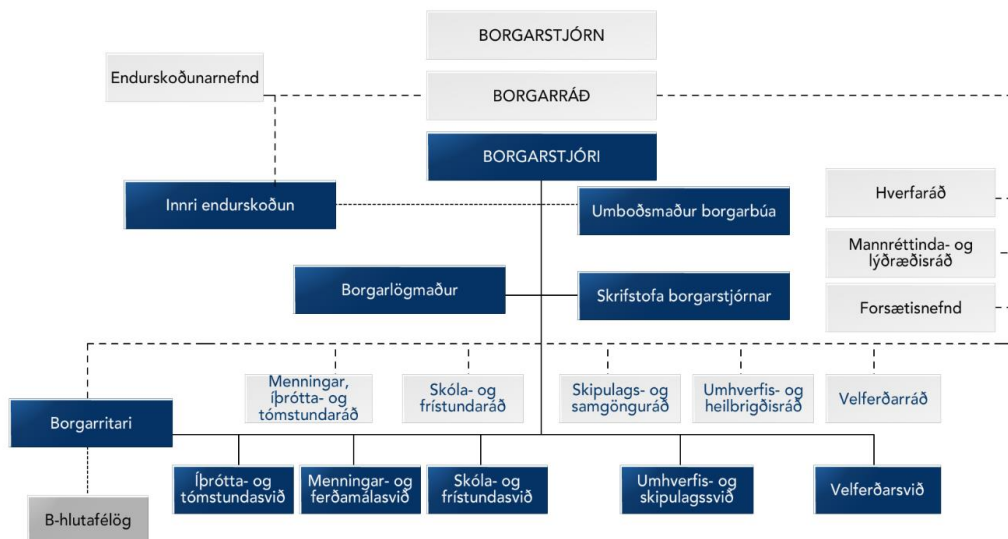 BORGARSTJÓRN
Endurskoðunarnefnd
BORGARRÁÐ
BORGARSTJÓRI
Innri endurskoðun
Umboðsmaður borgarbúa
Hverfaráð
Mannréttinda- og
lýðræðisráð
Borgarlögmaður
Skrifstofa borgarstjórnar
Forsætisnefnd
Menningar,
íþrótta- og
tómstundaráð
Skóla- og
frístundaráð
Skipulags- og
samgönguráð
Umhverfis- og
heilbrigðisráð
Velferðarráð
Borgarritari
Íþrótta- og
tómstundasvið
Menningar- og
ferðamálasvið
Skóla- og
frístundasvið
Umhverfis- og
skipulagssvið
Velferðarsvið
B-hlutafélög